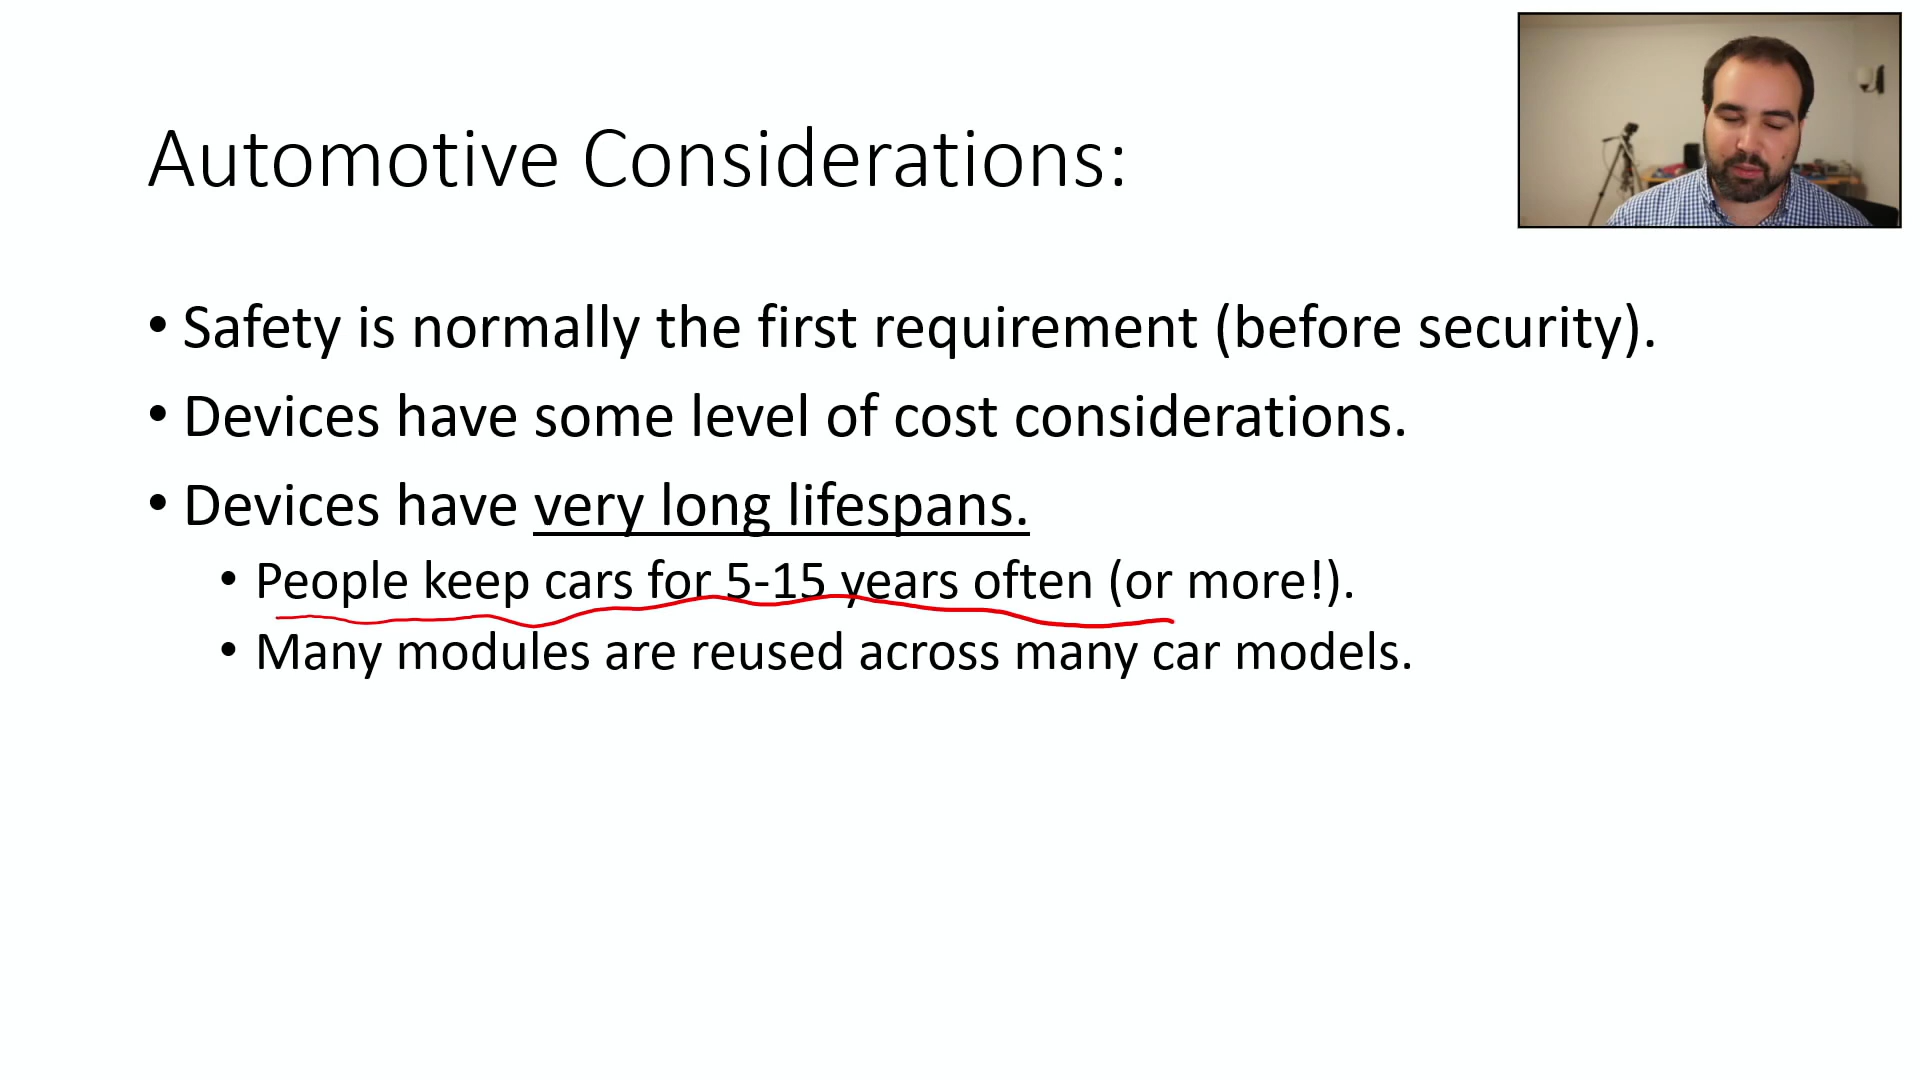 Automotive Considerations:
• Safety is normally the first requirement (before security).
• Devices have some level of cost considerations.
• Devices have very long lifespans.
• People keep cars for 5-15 years often (or more!).
• Many modules are reused across many car models.